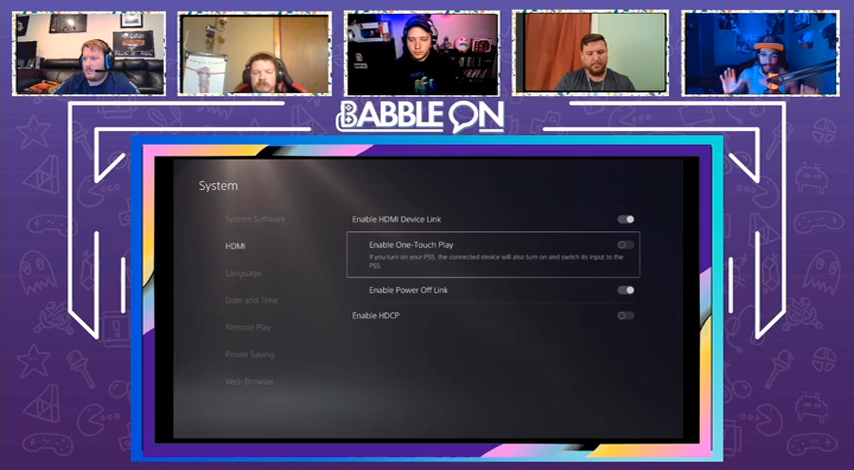 BABBLE ON
System
System Software
HDMI
Language
Date and Time
Remote Play
Power Saving
Web Browser
Enable HDMI Device Link
Enable One-Touch Play
If you turn on your PS5, the connected device will also turn on and switch its input to the
PS5.
Enable Power Off Link
Enable HDCP